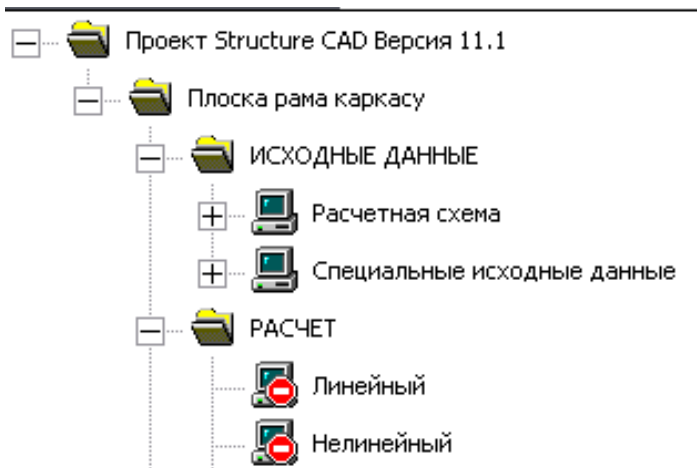 Проект Structure CAD Версия 11.1
Плоска рама каркасу
ИСХОДНЫЕ ДАННЫЕ
Расчетная схема
Специальные исходные данные
РАСЧЕТ
Линейный
Нелинейный